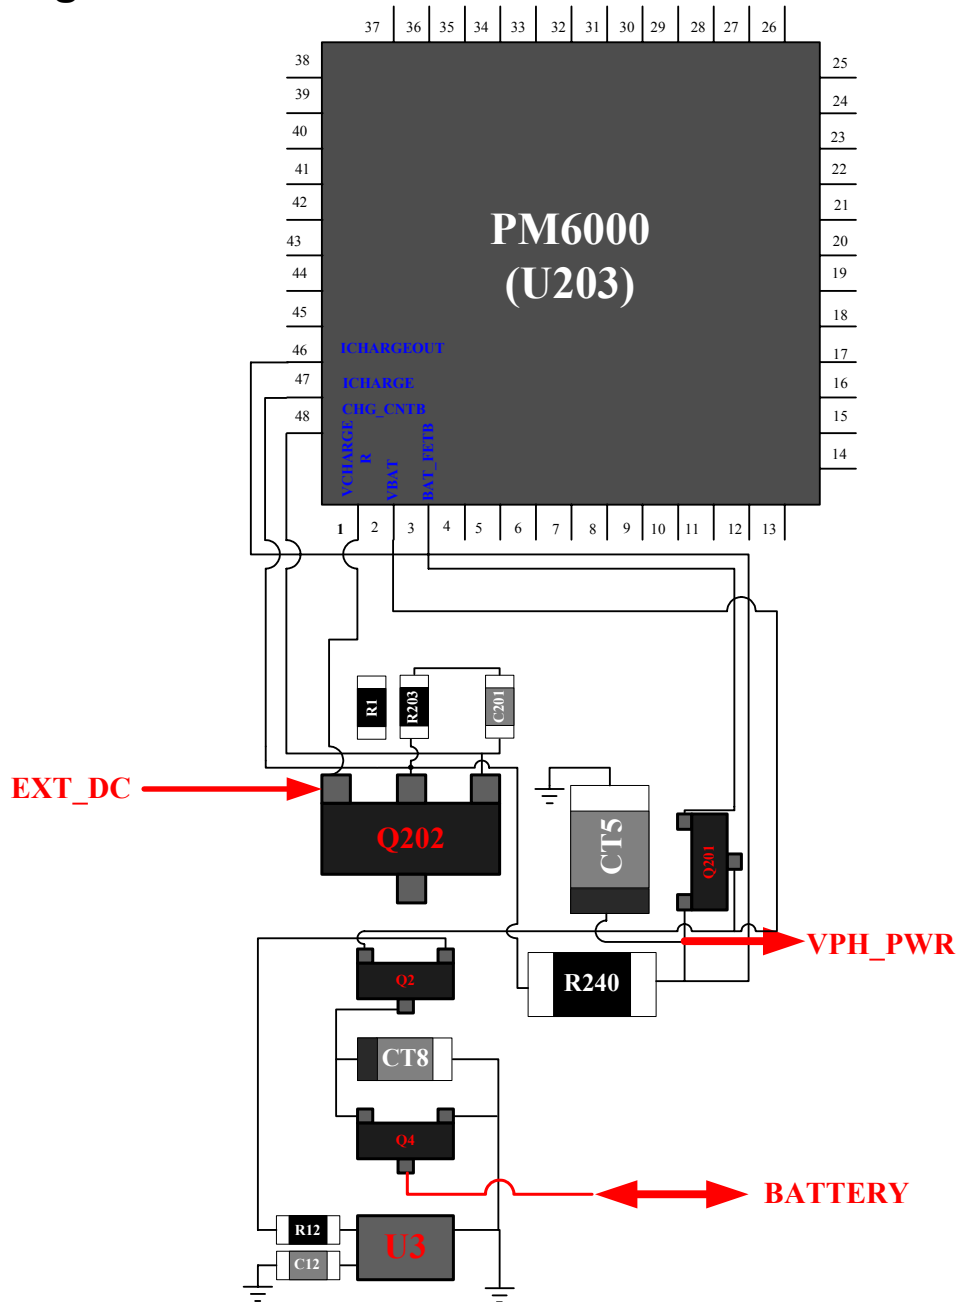 g
37 36 35 34 33 32 31 30 29 28 27 26
38 25
39 24
40 23
41 22
42 21
43 20
44 19
45 18
46 17
47 16
48 15
14
PM6000
(U203)
ICHARGEOUT
ICHARGE
CHG_CNTB
VCHARGE
R
VBAT
BAT_FETB
1 2 3 4 5 6 7 8 9 10 11 12 13
R1
R203
C201
EXT_DC
Q202
CT5
Q201
VPH_PWR
R240
Q2
CT8
Q4
BATTERY
R12
U3
C12